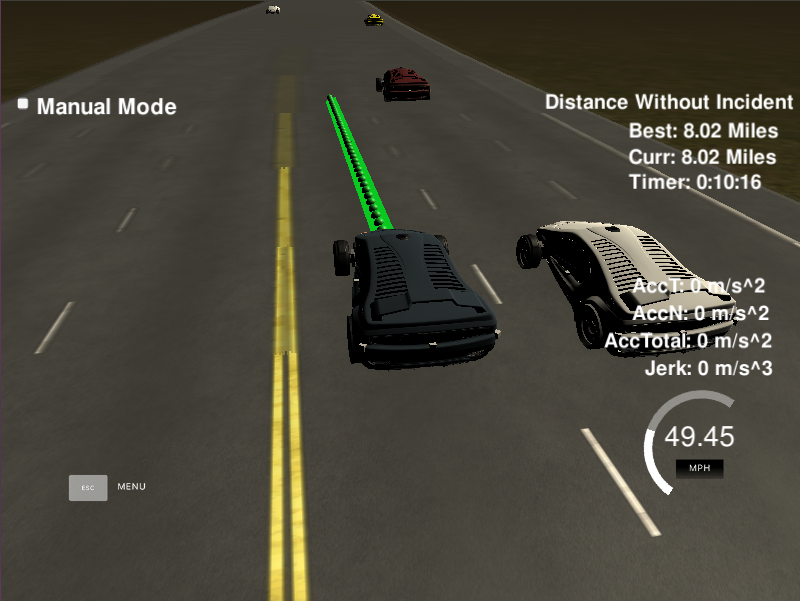 Manual Mode
Distance Without Incident
Best: 8.02 Miles
Curr: 8.02 Miles
Timer: 0:10:16
AccT: 0 m/s^2
AccN: 0 m/s^2
AccTotal: 0 m/s^2
Jerk: 0 m/s^3
49.45
MPH
ESC MENU